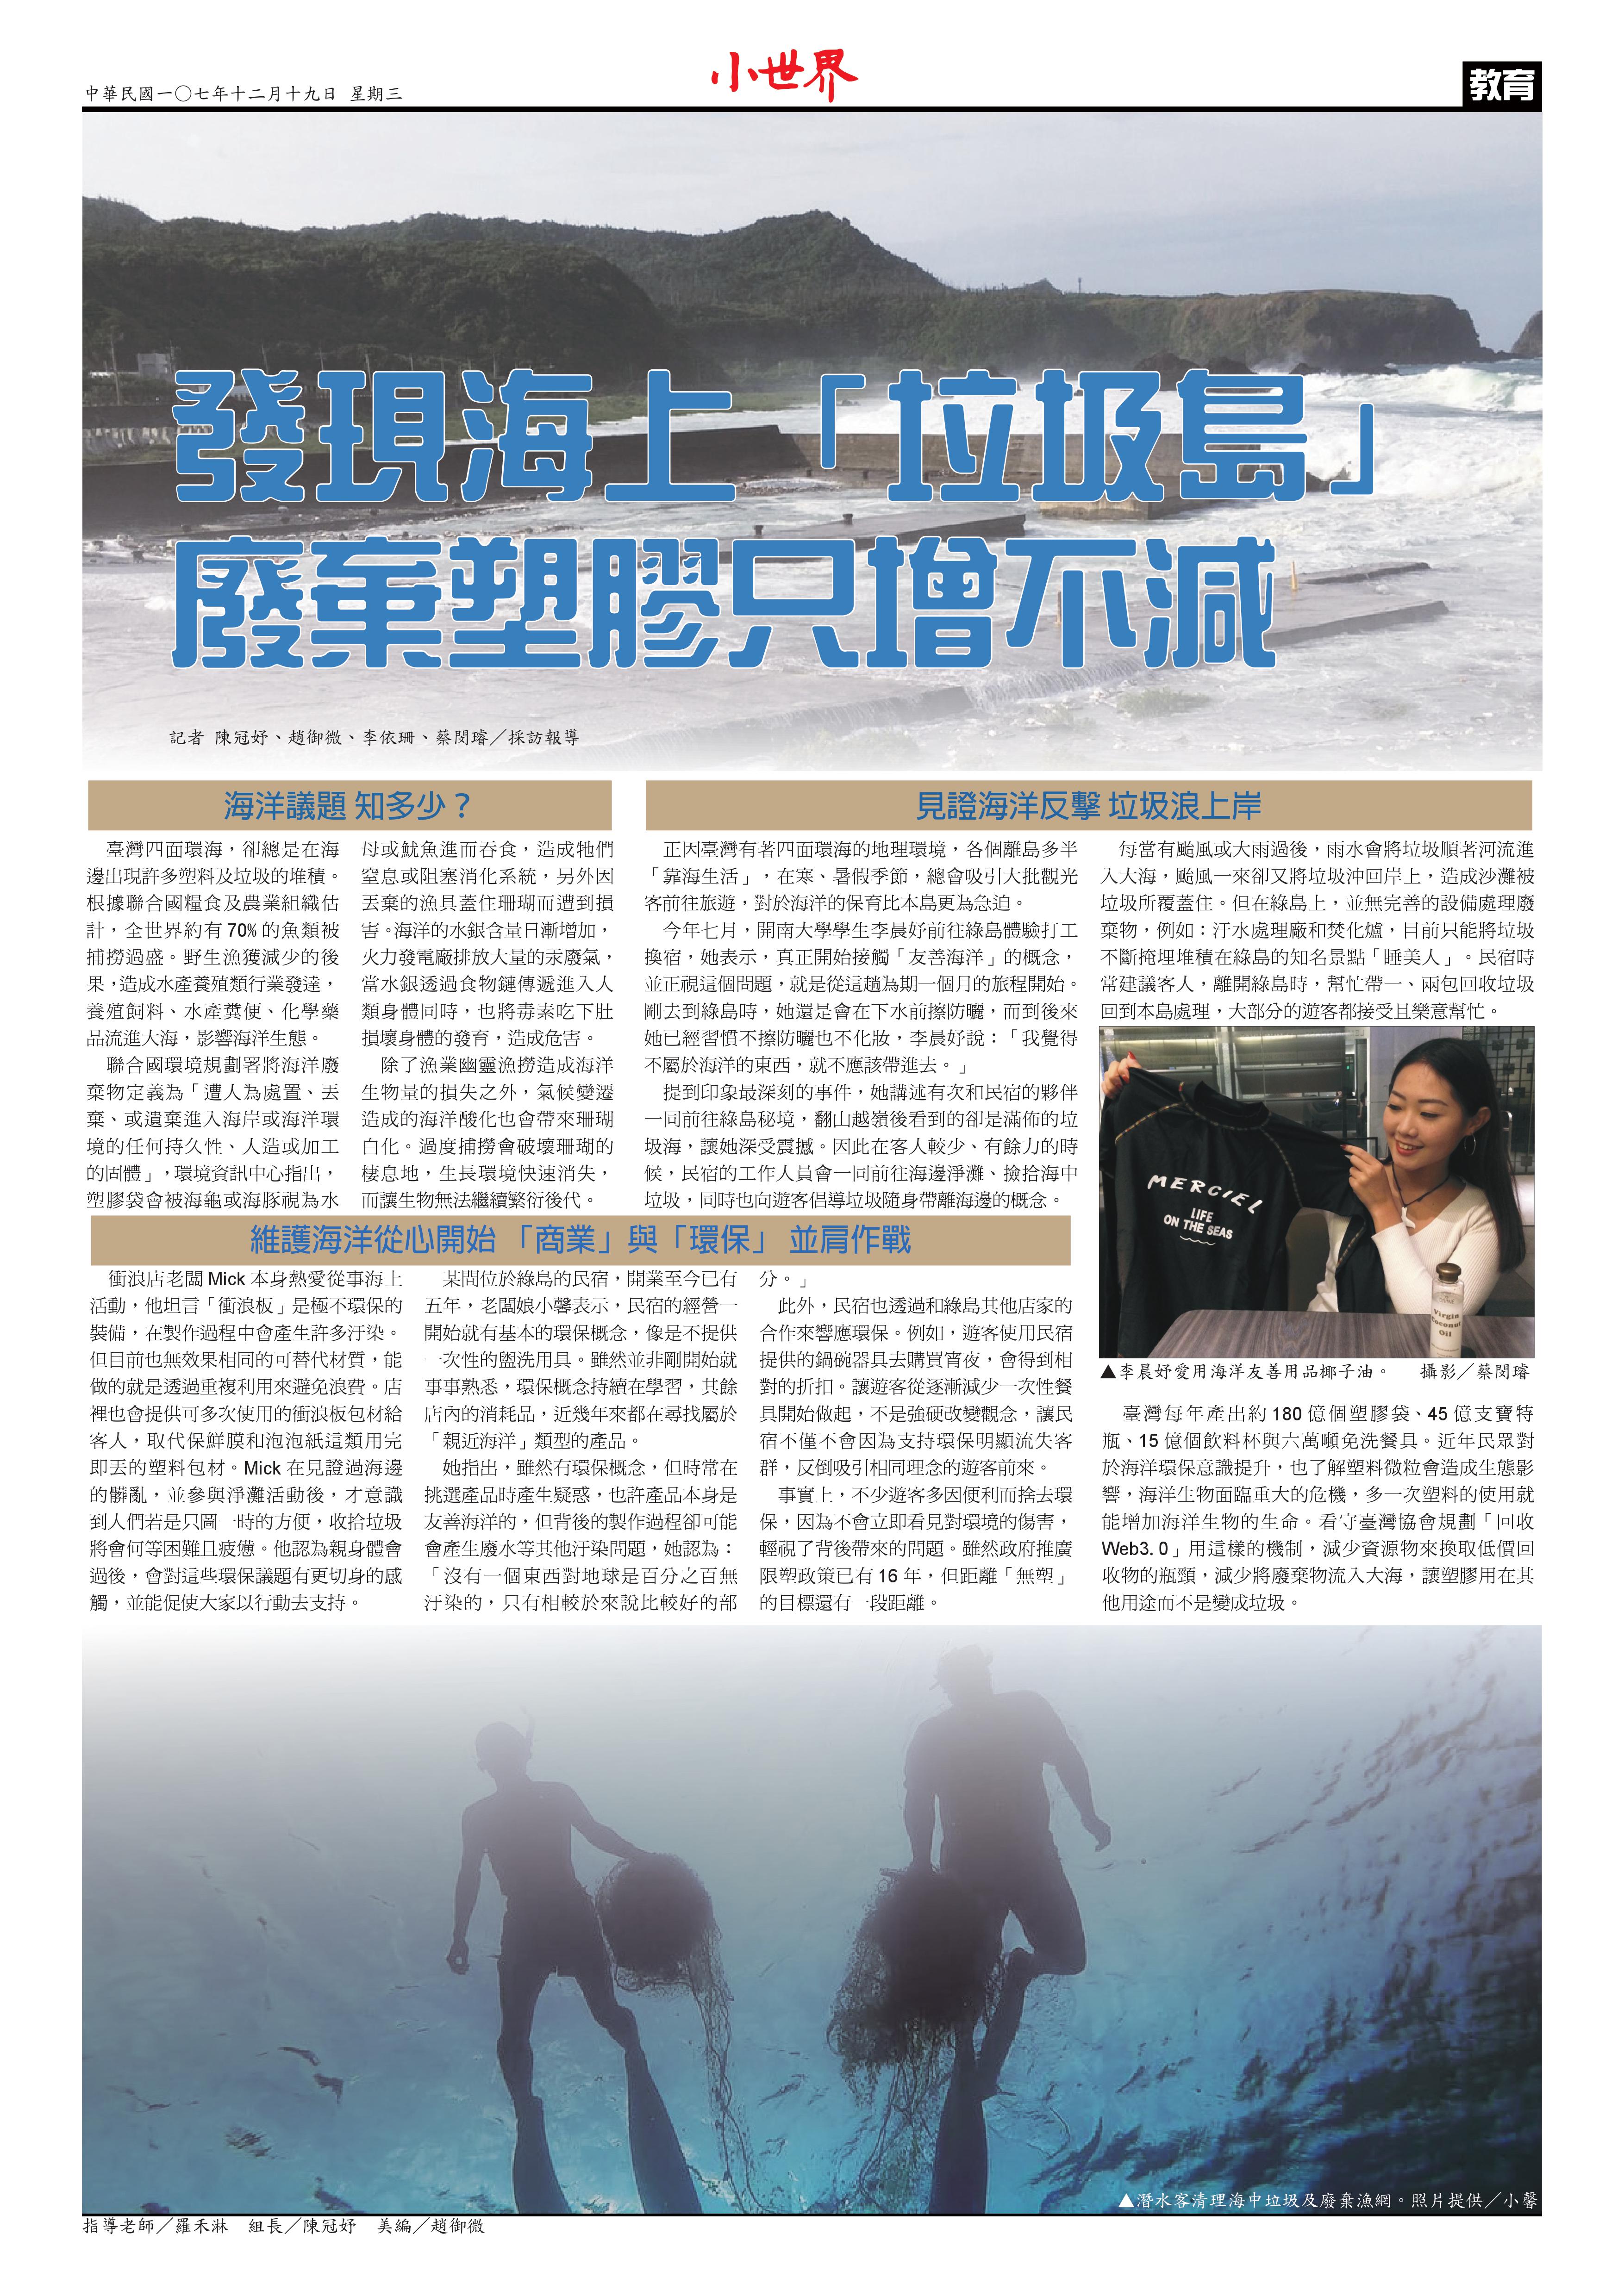 中華民國一○七年十二月十九日 星期三
小世界
教育
發現海上「垃圾島」
廢棄塑膠只增不減
記者 陳冠妤、趙御微、李依珊、蔡閔璿／採訪報導
海洋議題 知多少？
臺灣四面環海，卻總是在海
邊出現許多塑料及垃圾的堆積。
根據聯合國糧食及農業組織估
計，全世界約有 70% 的魚類被
捕撈過盛。野生漁獲減少的後
果，造成水產養殖類行業發達，
養殖飼料、水產糞便、化學藥
品流進大海，影響海洋生態。
聯合國環境規劃署將海洋廢
棄物定義為「遭人為處置、丟
棄、或遺棄進入海岸或海洋環
境的任何持久性、人造或加工
的固體」，環境資訊中心指出，
塑膠袋會被海龜或海豚視為水
母或魷魚進而吞食，造成牠們
窒息或阻塞消化系統，另外因
丟棄的漁具蓋住珊瑚而遭到損
害。海洋的水銀含量日漸增加，
火力發電廠排放大量的汞廢氣，
當水銀透過食物鏈傳遞進入人
類身體同時，也將毒素吃下肚
損壞身體的發育，造成危害。
除了漁業幽靈漁撈造成海洋
生物量的損失之外，氣候變遷
造成的海洋酸化也會帶來珊瑚
白化。過度捕撈會破壞珊瑚的
棲息地，生長環境快速消失，
而讓生物無法繼續繁衍後代。
見證海洋反擊 垃圾浪上岸
正因臺灣有著四面環海的地理環境，各個離島多半
「靠海生活」，在寒、暑假季節，總會吸引大批觀光
客前往旅遊，對於海洋的保育比本島更為急迫。
今年七月，開南大學學生李晨妤前往綠島體驗打工
換宿，她表示，真正開始接觸「友善海洋」的概念，
並正視這個問題，就是從這趟為期一個月的旅程開始。
剛去到綠島時，她還是會在下水前擦防曬，而到後來
她已經習慣不擦防曬也不化妝，李晨妤說：「我覺得
不屬於海洋的東西，就不應該帶進去。」
提到印象最深刻的事件，她講述有次和民宿的夥伴
一同前往綠島秘境，翻山越嶺後看到的卻是滿佈的垃
圾海，讓她深受震撼。因此在客人較少、有餘力的時
候，民宿的工作人員會一同前往海邊淨灘、撿拾海中
垃圾，同時也向遊客倡導垃圾隨身帶離海邊的概念。
每當有颱風或大雨過後，雨水會將垃圾順著河流進
入大海，颱風一來卻又將垃圾沖回岸上，造成沙灘被
垃圾所覆蓋住。但在綠島上，並無完善的設備處理廢
棄物，例如：汙水處理廠和焚化爐，目前只能將垃圾
不斷掩埋堆積在綠島的知名景點「睡美人」。民宿時
常建議客人，離開綠島時，幫忙帶一、兩包回收垃圾
回到本島處理，大部分的遊客都接受且樂意幫忙。
MERCIEL
LIFE
ON THE SEAS
Virgin
Coconut
Oil
▲李晨妤愛用海洋友善用品椰子油。 攝影／蔡閔璿
臺灣每年產出約 180 億個塑膠袋、45 億支寶特
瓶、15 億個飲料杯與六萬噸免洗餐具。近年民眾對
於海洋環保意識提升，也了解塑料微粒會造成生態影
響，海洋生物面臨重大的危機，多一次塑料的使用就
能增加海洋生物的生命。看守臺灣協會規劃「回收
Web3.0」用這樣的機制，減少資源物來換取低價回
收物的瓶頸，減少將廢棄物流入大海，讓塑膠用在其
他用途而不是變成垃圾。
維護海洋從心開始 「商業」與「環保」 並肩作戰
衝浪店老闆 Mick 本身熱愛從事海上
活動，他坦言「衝浪板」是極不環保的
裝備，在製作過程中會產生許多汙染。
但目前也無效果相同的可替代材質，能
做的就是透過重複利用來避免浪費。店
裡也會提供可多次使用的衝浪板包材給
客人，取代保鮮膜和泡泡紙這類用完
即丟的塑料包材。Mick 在見證過海邊
的髒亂，並參與淨灘活動後，才意識
到人們若是只圖一時的方便，收拾垃圾
將會何等困難且疲憊。他認為親身體會
過後，會對這些環保議題有更切身的感
觸，並能促使大家以行動去支持。
某間位於綠島的民宿，開業至今已有
五年，老闆娘小馨表示，民宿的經營一
開始就有基本的環保概念，像是不提供
一次性的盥洗用具。雖然並非剛開始就
事事熟悉，環保概念持續在學習，其餘
店內的消耗品，近幾年來都在尋找屬於
「親近海洋」類型的產品。
她指出，雖然有環保概念，但時常在
挑選產品時產生疑惑，也許產品本身是
友善海洋的，但背後的製作過程卻可能
會產生廢水等其他汙染問題，她認為：
「沒有一個東西對地球是百分之百無
汙染的，只有相較於來說比較好的部
分。」
此外，民宿也透過和綠島其他店家的
合作來響應環保。例如，遊客使用民宿
提供的鍋碗器具去購買宵夜，會得到相
對的折扣。讓遊客從逐漸減少一次性餐
具開始做起，不是強硬改變觀念，讓民
宿不僅不會因為支持環保明顯流失客
群，反倒吸引相同理念的遊客前來。
事實上，不少遊客多因便利而捨去環
保，因為不會立即看見對環境的傷害，
輕視了背後帶來的問題。雖然政府推廣
限塑政策已有 16 年，但距離「無塑」
的目標還有一段距離。
▲潛水客清理海中垃圾及廢棄漁網。照片提供／小馨
指導老師／羅禾淋 組長／陳冠妤 美編／趙御微